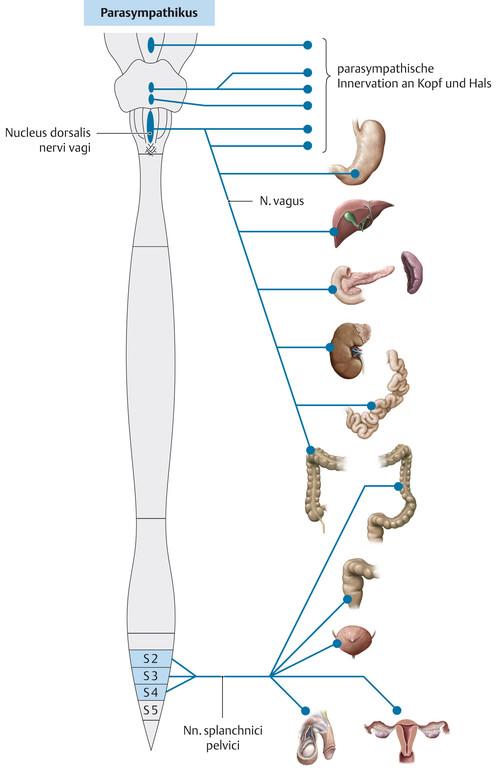 Parasympathikus
parasympathische
Innervation an Kopf und Hals
Nucleus dorsalis
nervi vagi
N. vagus
S2
S3
S4
S5
Nn. splanchnici
pelvici